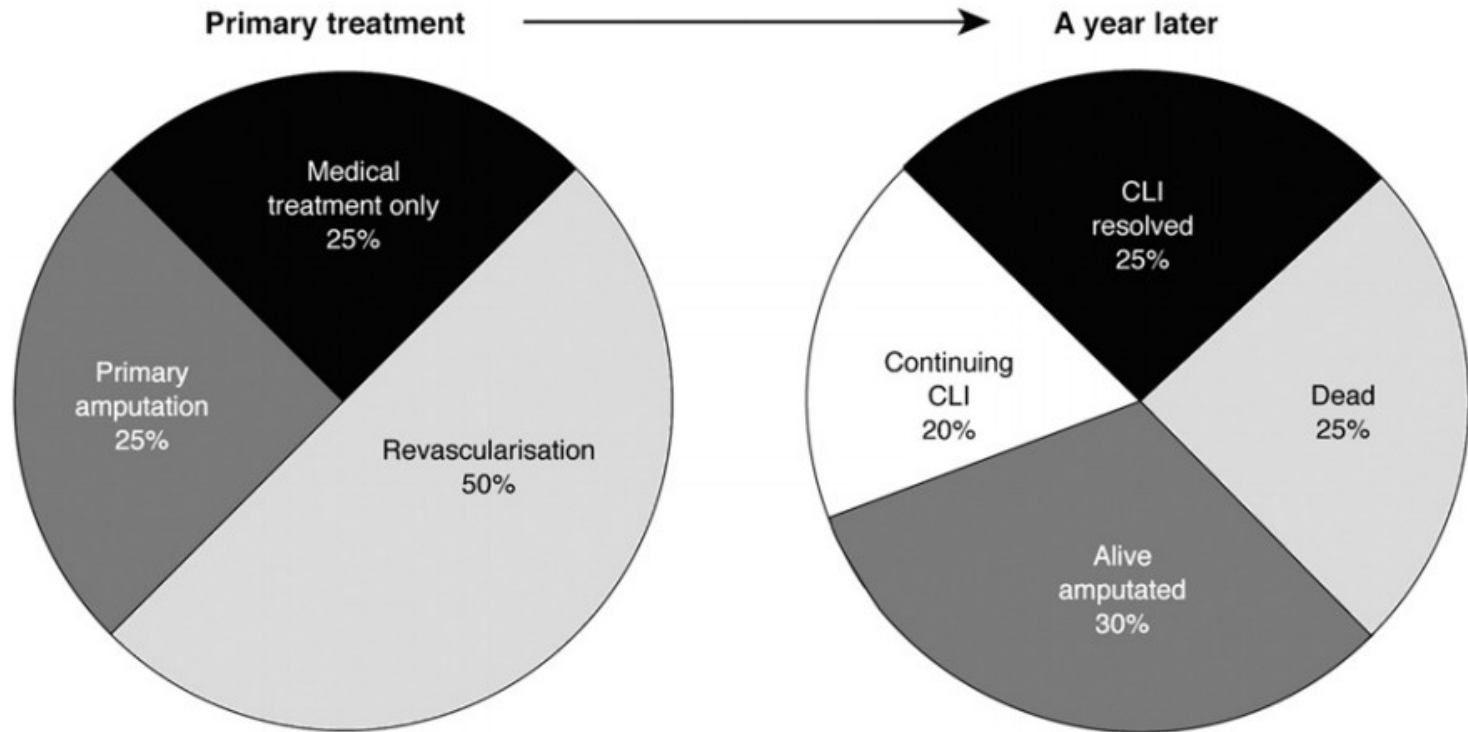 Primary treatment
A year later
Medical
treatment only
25%
Primary
amputation
25%
Revascularisation
50%
CLI
resolved
25%
Continuing
CLI
20%
Dead
25%
Alive
amputated
30%